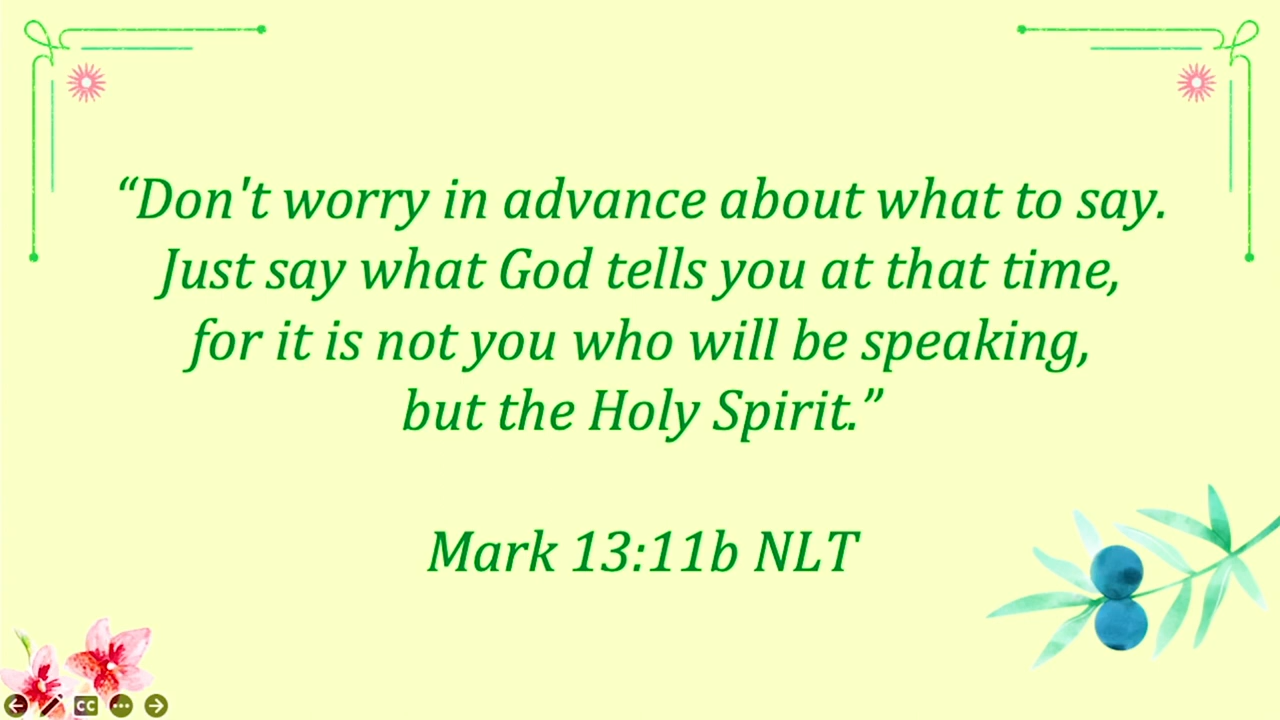 “Don't worry in advance about what to say.
Just say what God tells you at that time,
for it is not you who will be speaking,
but the Holy Spirit.”
Mark 13:11b NLT
CC